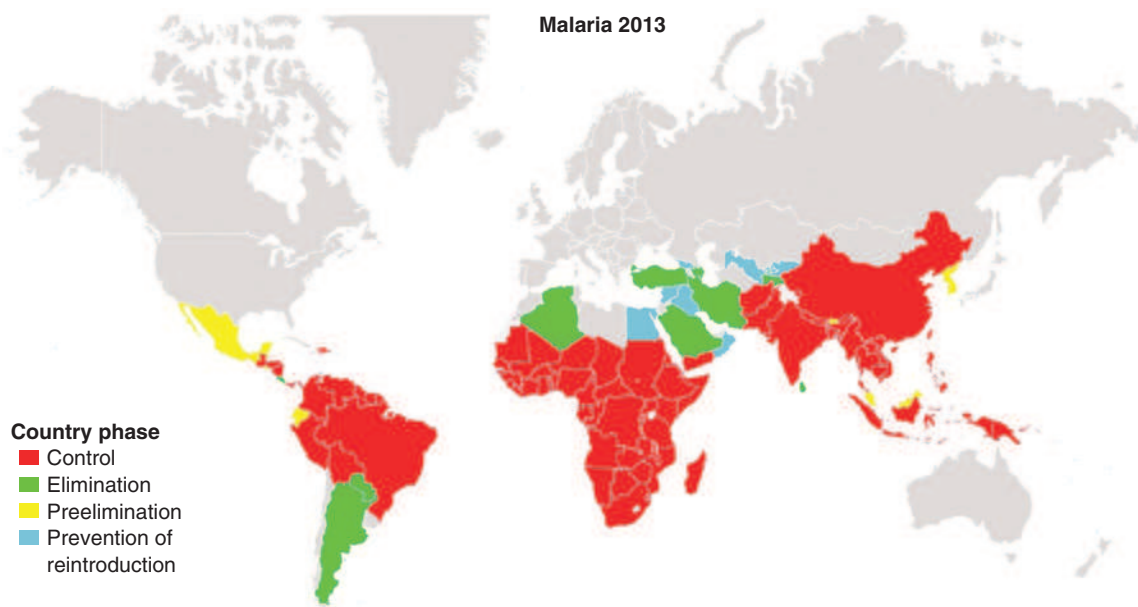 Malaria 2013
Country phase
Control
Elimination
Preelimination
Prevention of
reintroduction